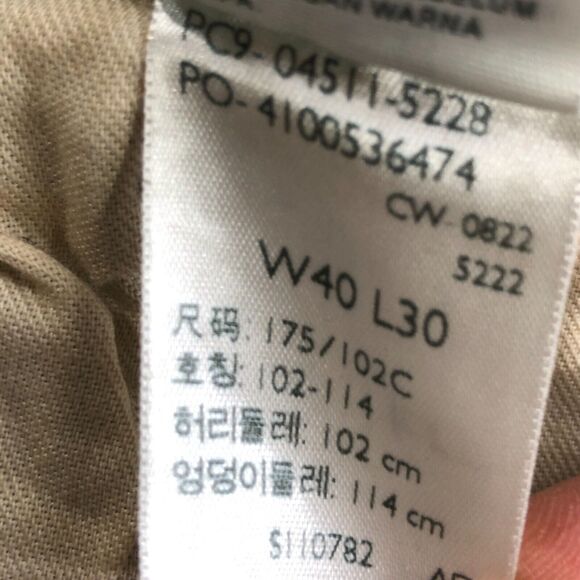 WARNA
PC9-04511-5228
PO-4100536474
CW-0822
5222
W40 L30
尺码: 175/102C
호칭: 102-114
허리둘레: 102 cm
엉덩이둘레: 114 cm
S110782